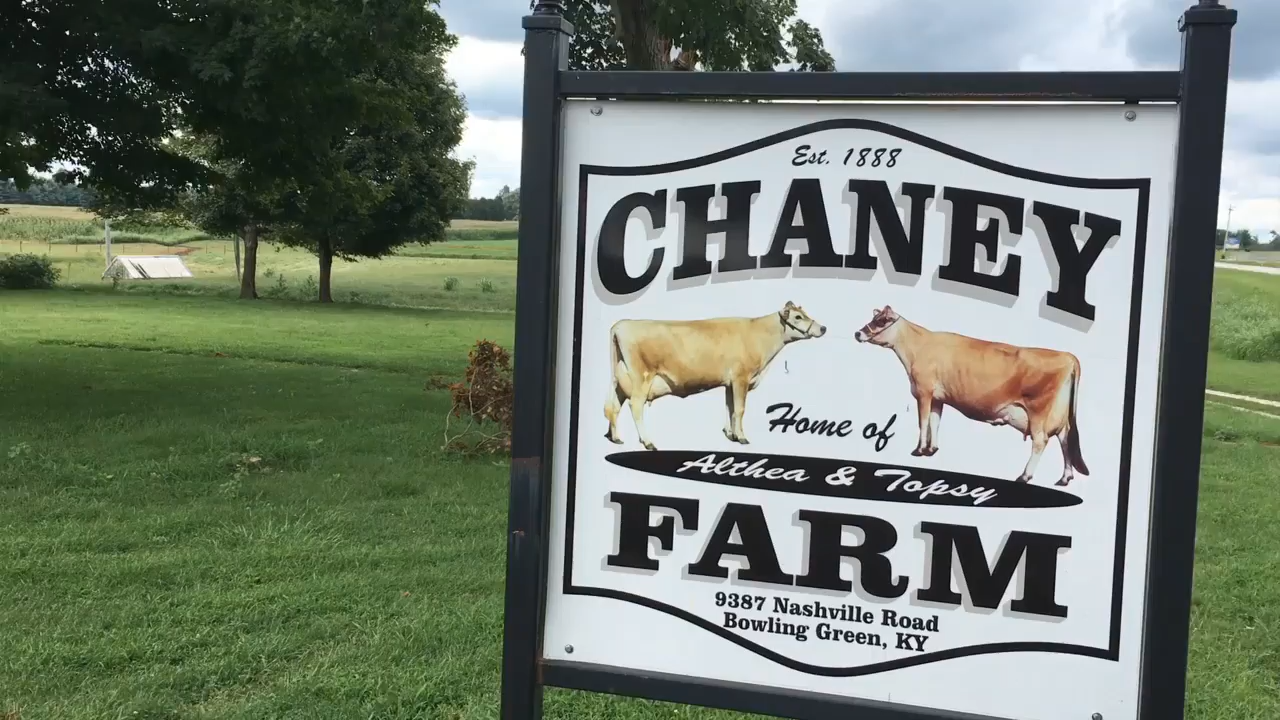 Est. 1888
CHANEY
Home of
Althea & Topsy
FARM
9387 Nashville Road
Bowling Green, KY